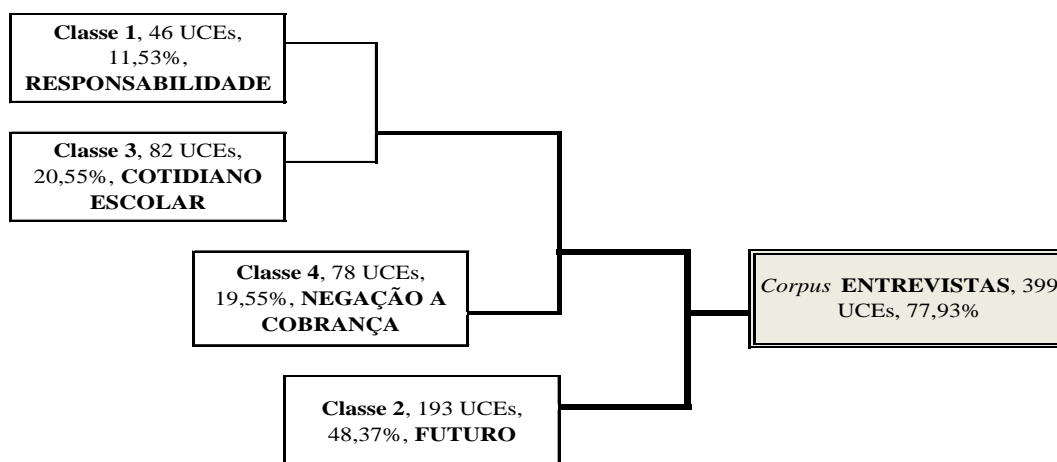 Classe 1, 46 UCEs,
11,53%,
RESPONSABILIDADE
Classe 3, 82 UCEs,
20,55%, COTIDIANO
ESCOLAR
Classe 4, 78 UCEs,
19,55%, NEGAÇÃO A
COBRANÇA
Corpus ENTREVISTAS, 399
UCEs, 77,93%
Classe 2, 193 UCEs,
48,37%, FUTURO